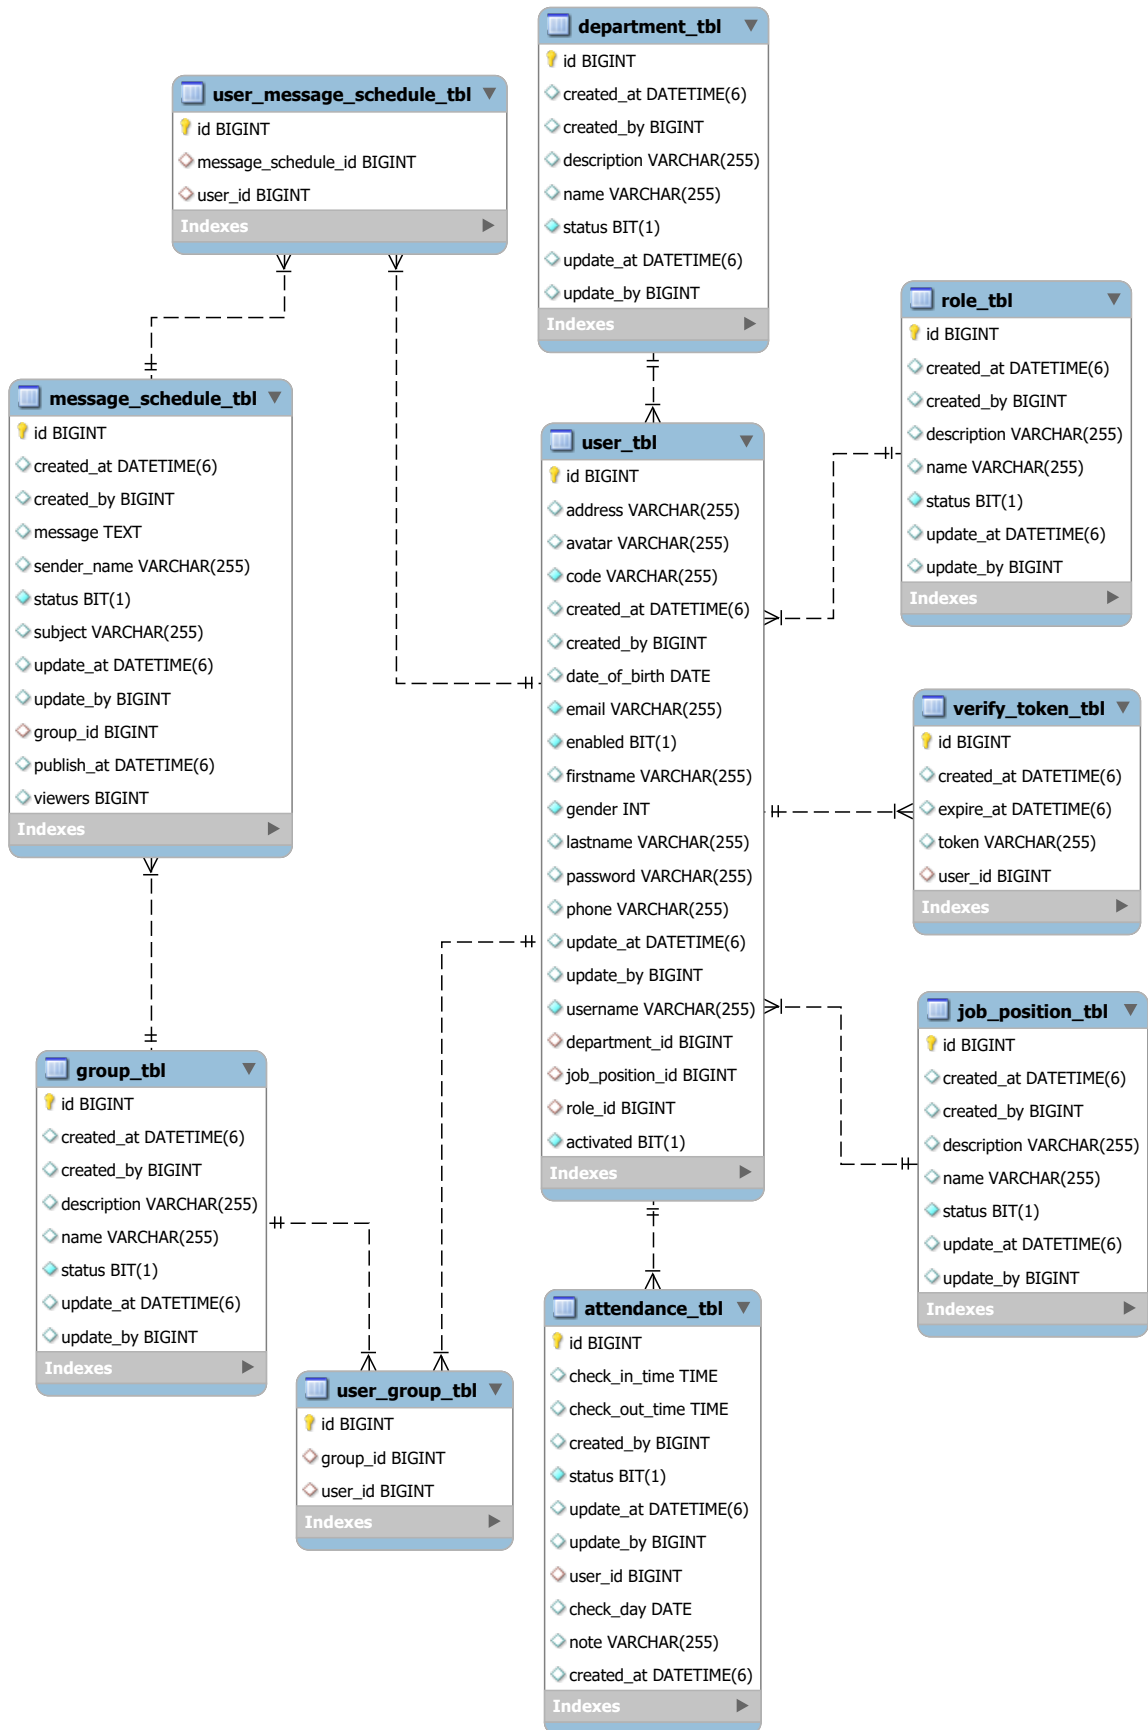 department_tbl
id BIGINT
created_at DATETIME(6)
created_by BIGINT
description VARCHAR(255)
name VARCHAR(255)
status BIT(1)
update_at DATETIME(6)
update_by BIGINT
Indexes
user_message_schedule_tbl
id BIGINT
message_schedule_id BIGINT
user_id BIGINT
Indexes
role_tbl
id BIGINT
created_at DATETIME(6)
created_by BIGINT
description VARCHAR(255)
name VARCHAR(255)
status BIT(1)
update_at DATETIME(6)
update_by BIGINT
Indexes
message_schedule_tbl
id BIGINT
created_at DATETIME(6)
created_by BIGINT
message TEXT
sender_name VARCHAR(255)
status BIT(1)
subject VARCHAR(255)
update_at DATETIME(6)
update_by BIGINT
group_id BIGINT
publish_at DATETIME(6)
viewers BIGINT
Indexes
user_tbl
id BIGINT
address VARCHAR(255)
avatar VARCHAR(255)
code VARCHAR(255)
created_at DATETIME(6)
created_by BIGINT
date_of_birth DATE
email VARCHAR(255)
enabled BIT(1)
firstname VARCHAR(255)
gender INT
lastname VARCHAR(255)
password VARCHAR(255)
phone VARCHAR(255)
update_at DATETIME(6)
update_by BIGINT
username VARCHAR(255)
department_id BIGINT
job_position_id BIGINT
role_id BIGINT
activated BIT(1)
Indexes
verify_token_tbl
id BIGINT
created_at DATETIME(6)
expire_at DATETIME(6)
token VARCHAR(255)
user_id BIGINT
Indexes
job_position_tbl
id BIGINT
created_at DATETIME(6)
created_by BIGINT
description VARCHAR(255)
name VARCHAR(255)
status BIT(1)
update_at DATETIME(6)
update_by BIGINT
Indexes
group_tbl
id BIGINT
created_at DATETIME(6)
created_by BIGINT
description VARCHAR(255)
name VARCHAR(255)
status BIT(1)
update_at DATETIME(6)
update_by BIGINT
Indexes
user_group_tbl
id BIGINT
group_id BIGINT
user_id BIGINT
Indexes
attendance_tbl
id BIGINT
check_in_time TIME
check_out_time TIME
created_by BIGINT
status BIT(1)
update_at DATETIME(6)
update_by BIGINT
user_id BIGINT
check_day DATE
note VARCHAR(255)
created_at DATETIME(6)
Indexes